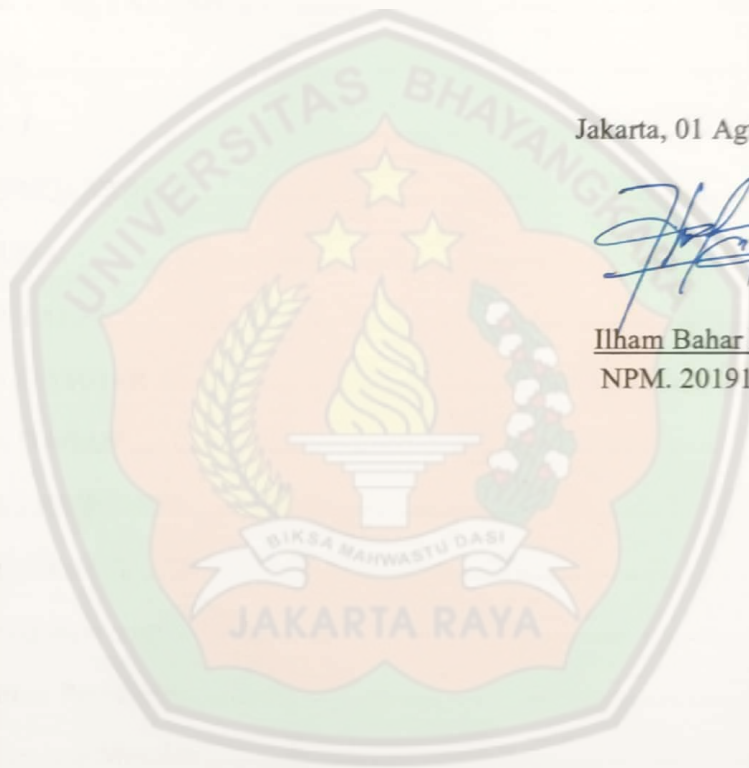 UNIVERSITAS BHAYANGKARA
Jakarta, 01 Ag
Ilham Bahar
NPM. 20191
BIKSA MAHWASTU DASI
JAKARTA RAYA